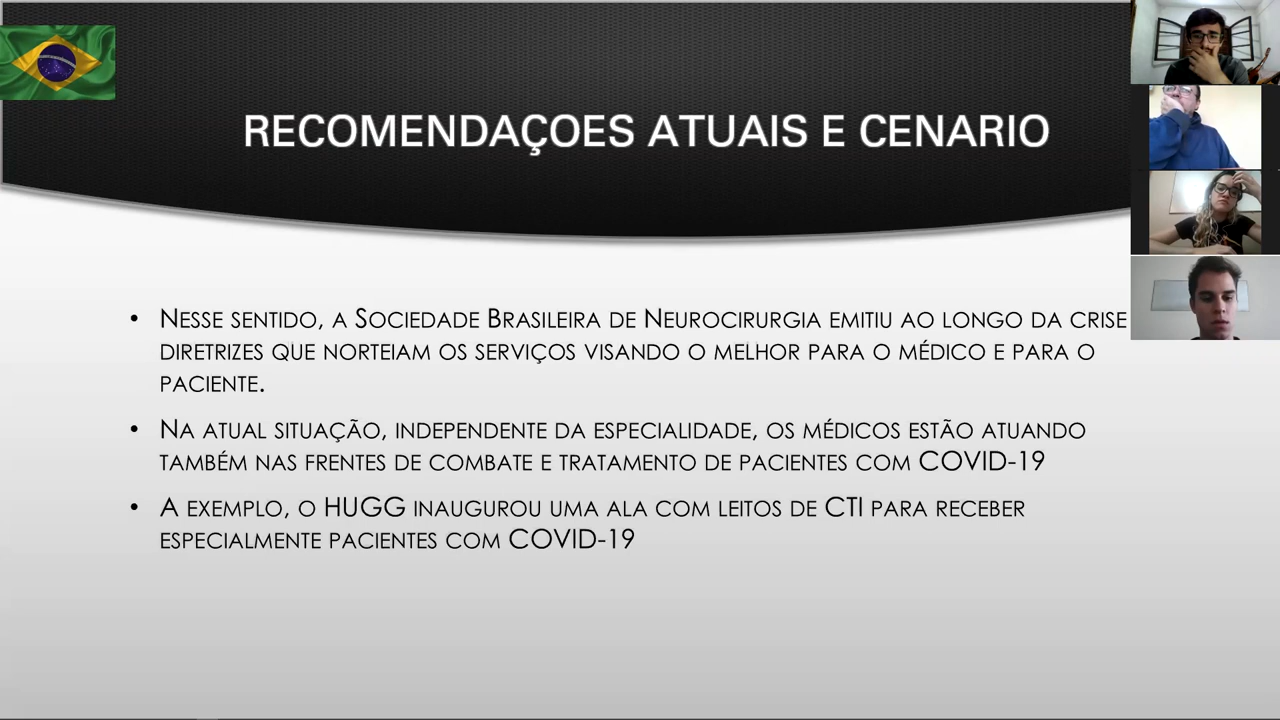 RECOMENDAÇOES ATUAIS E CENARIO
• Nesse sentido, a Sociedade Brasileira de Neurocirurgia emitiu ao longo da crise
diretrizes que norteiam os serviços visando o melhor para o médico e para o
paciente.
• Na atual situação, independente da especialidade, os médicos estão atuando
também nas frentes de combate e tratamento de pacientes com COVID-19
• A exemplo, o HUGG inaugurou uma ala com leitos de CTI para receber
especialmente pacientes com COVID-19